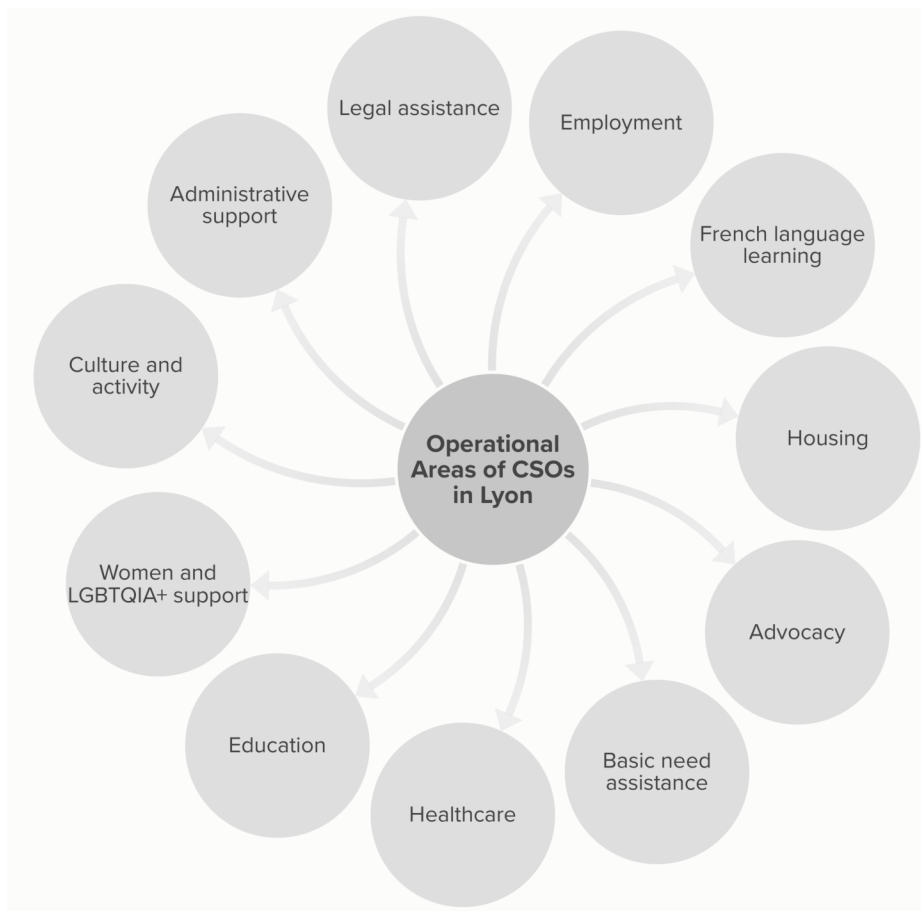 Legal assistance
Employment
Administrative
support
French language
learning
Culture and
activity
Housing
Operational
Areas of CSOs
in Lyon
Women and
LGBTQIA+ support
Advocacy
Education
Basic need
assistance
Healthcare